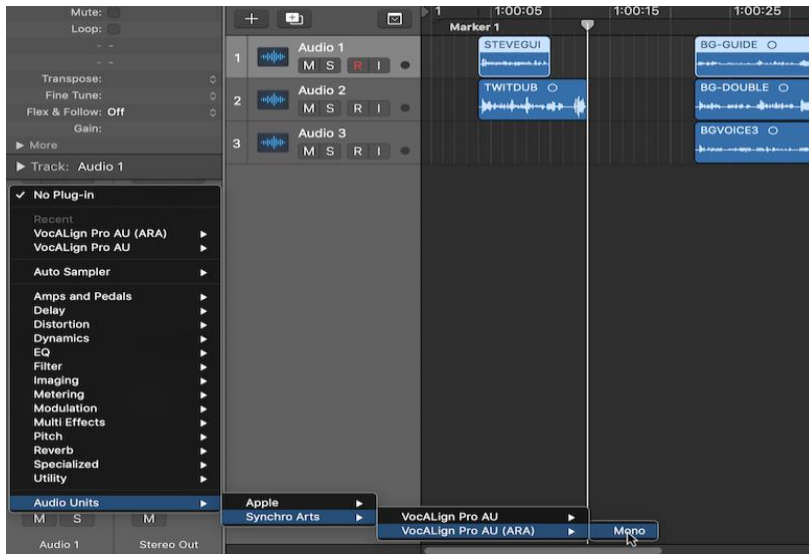 Mute:
Loop:
Transpose:
Fine Tune:
Flex & Follow: Off
Gain:
More
Track: Audio 1
No Plug-in
Recent
VocALign Pro AU (ARA)
VocALign Pro AU
Auto Sampler
Amps and Pedals
Delay
Distortion
Dynamics
EQ
Filter
Imaging
Metering
Modulation
Multi Effects
Pitch
Reverb
Specialized
Utility
Audio Units
M S M
Audio 1 Stereo Out
Apple
Synchro Arts
VocALign Pro AU
VocALign Pro AU (ARA)
Mono
1 Audio 1
M S R I
2 Audio 2
M S R I
3 Audio 3
M S R I
1 1:00:05 1:00:15 1:00:25
Marker 1
STEVEGUI BG-GUIDE
TWITDUB BG-DOUBLE
BGVOICE3